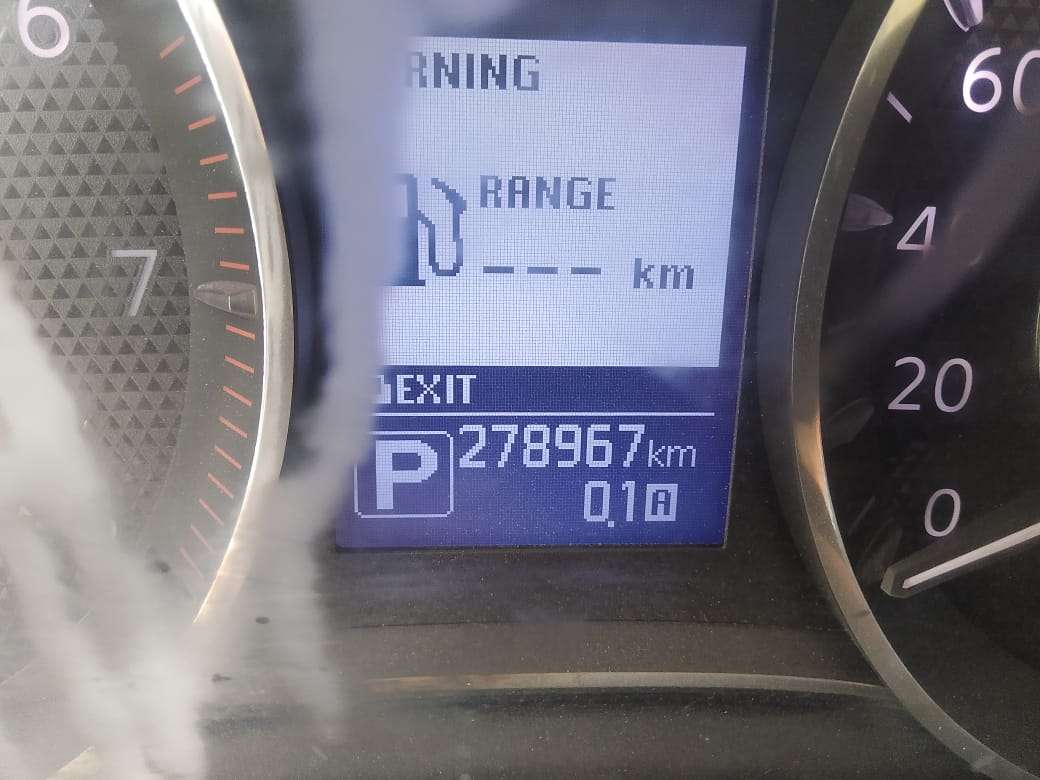 6
7
RNING
RANGE
--- km
EXIT
P 278967km
0.1 A
60
4
20
0